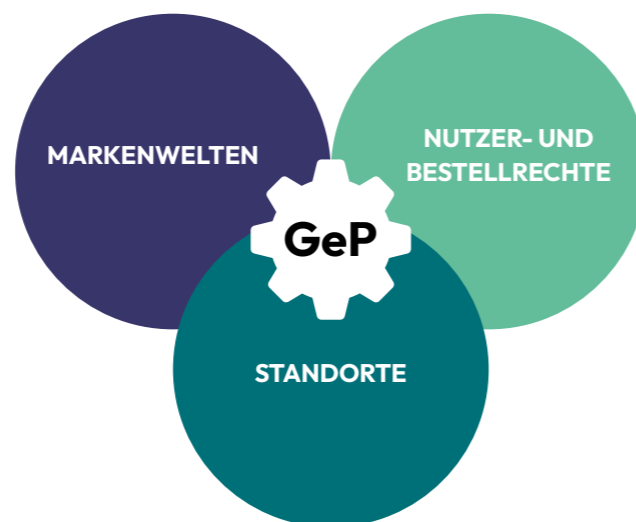 MARKENWELTEN
NUTZER- UND
BESTELLRECHTE
GeP
STANDORTE